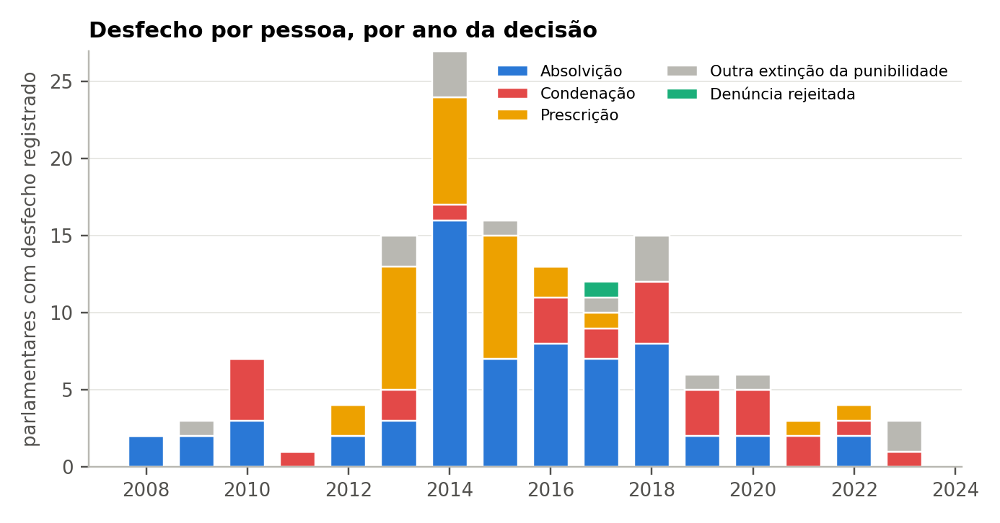 Desfecho por pessoa, por ano da decisão
parlamentares com desfecho registrado
25
20
15
10
5
0
Absolvição
Condenação
Prescrição
Outra extinção da punibilidade
Denúncia rejeitada
2008 2010 2012 2014 2016 2018 2020 2022 2024